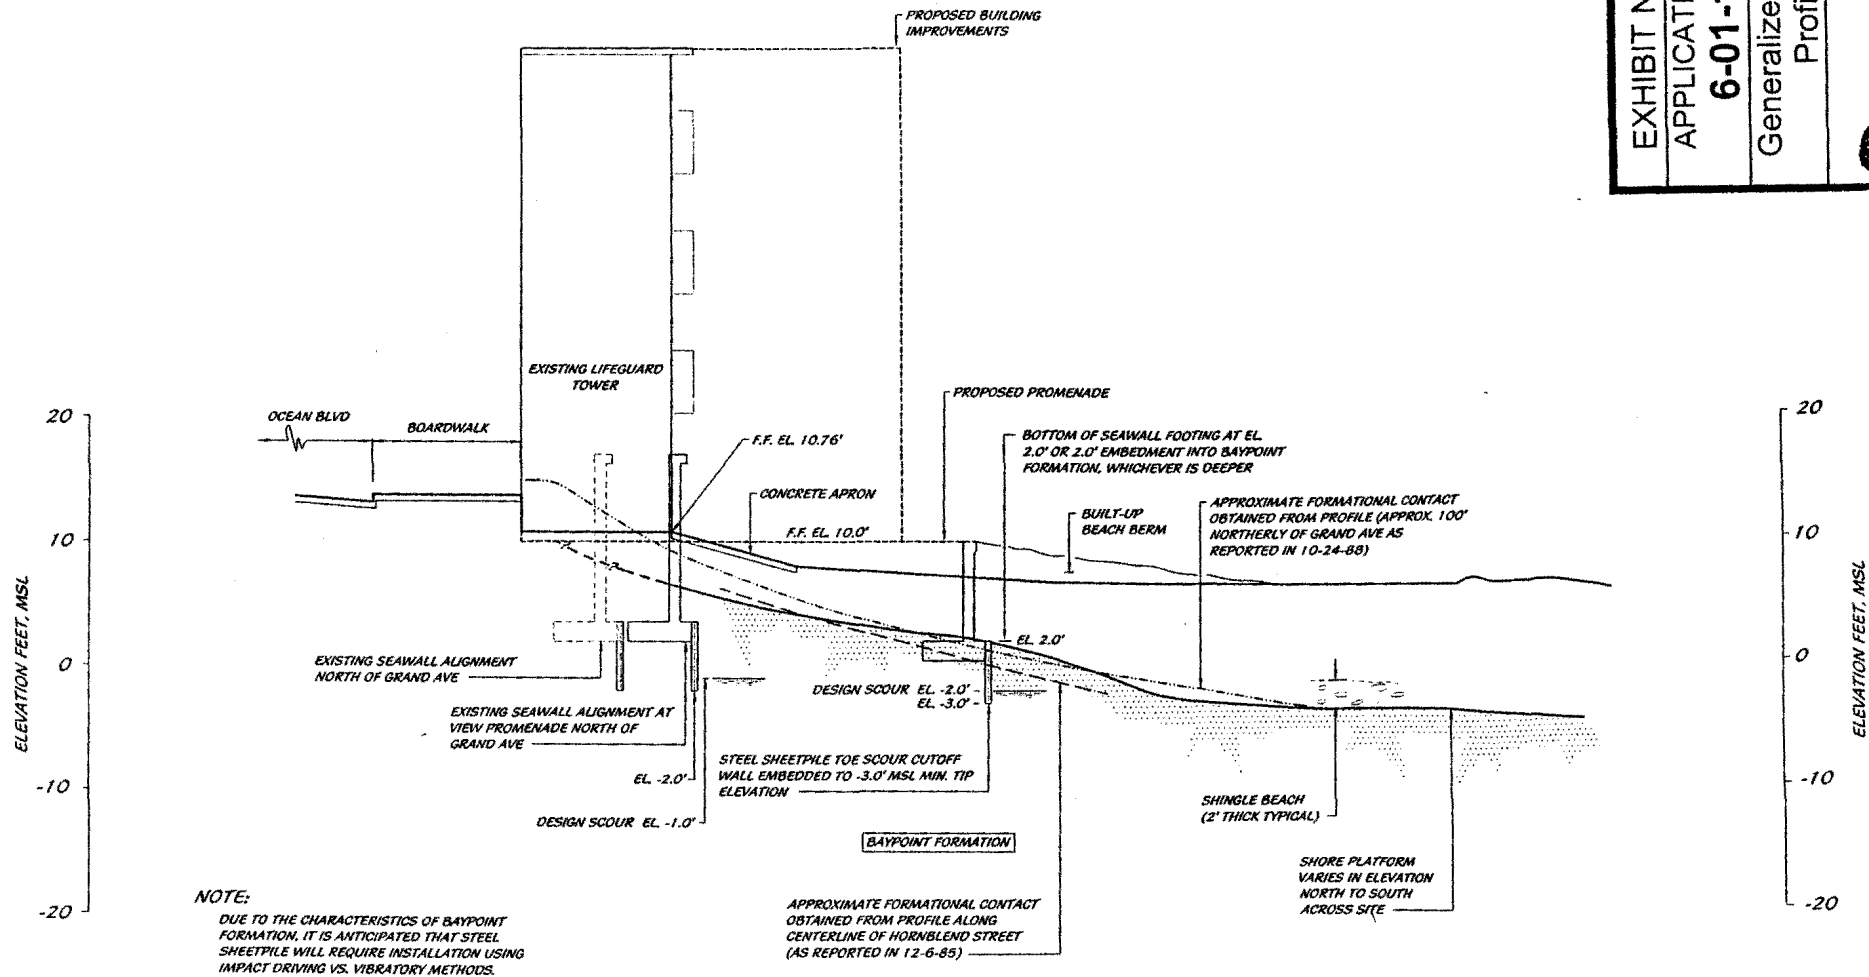 PROPOSED BUILDING
IMPROVEMENTS
EXHIBIT N
APPLICATI
6-01-
Generalize
Profi
EXISTING LIFEGUARD
TOWER
20
OCEAN BLVD
BOARDWALK
PROPOSED PROMENADE
20
F.F. EL. 10.76'
BOTTOM OF SEAWALL FOOTING AT EL.
2.0' OR 2.0' EMBEDMENT INTO BAYPOINT
FORMATION, WHICHEVER IS DEEPER
CONCRETE APRON
APPROXIMATE FORMATIONAL CONTACT
OBTAINED FROM PROFILE (APPROX. 100'
NORTHERLY OF GRAND AVE AS
REPORTED IN 10-24-88)
BUILT-UP
BEACH BERM
10
F.F. EL. 10.0'
10
ELEVATION FEET, MSL
ELEVATION FEET, MSL
0
EL. 2.0'
0
EXISTING SEAWALL ALIGNMENT
NORTH OF GRAND AVE
DESIGN SCOUR EL. -2.0'
EL. -3.0'
EXISTING SEAWALL ALIGNMENT AT
VIEW PROMENADE NORTH OF
GRAND AVE
STEEL SHEETPILE TOE SCOUR CUTOFF
WALL EMBEDDED TO -3.0' MSL MIN. TIP
ELEVATION
EL. -2.0'
-10
-10
SHINGLE BEACH
(2' THICK TYPICAL)
DESIGN SCOUR EL. -1.0'
BAYPOINT FORMATION
SHORE PLATFORM
VARIES IN ELEVATION
NORTH TO SOUTH
ACROSS SITE
-20
-20
NOTE:
DUE TO THE CHARACTERISTICS OF BAYPOINT
FORMATION, IT IS ANTICIPATED THAT STEEL
SHEETPILE WILL REQUIRE INSTALLATION USING
IMPACT DRIVING VS. VIBRATORY METHODS.
APPROXIMATE FORMATIONAL CONTACT
OBTAINED FROM PROFILE ALONG
CENTERLINE OF HORNBLEND STREET
(AS REPORTED IN 12-6-85)